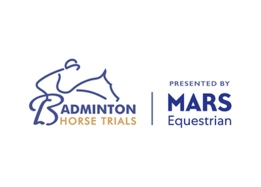 BADMINTON
HORSE TRIALS
PRESENTED BY
MARS
Equestrian